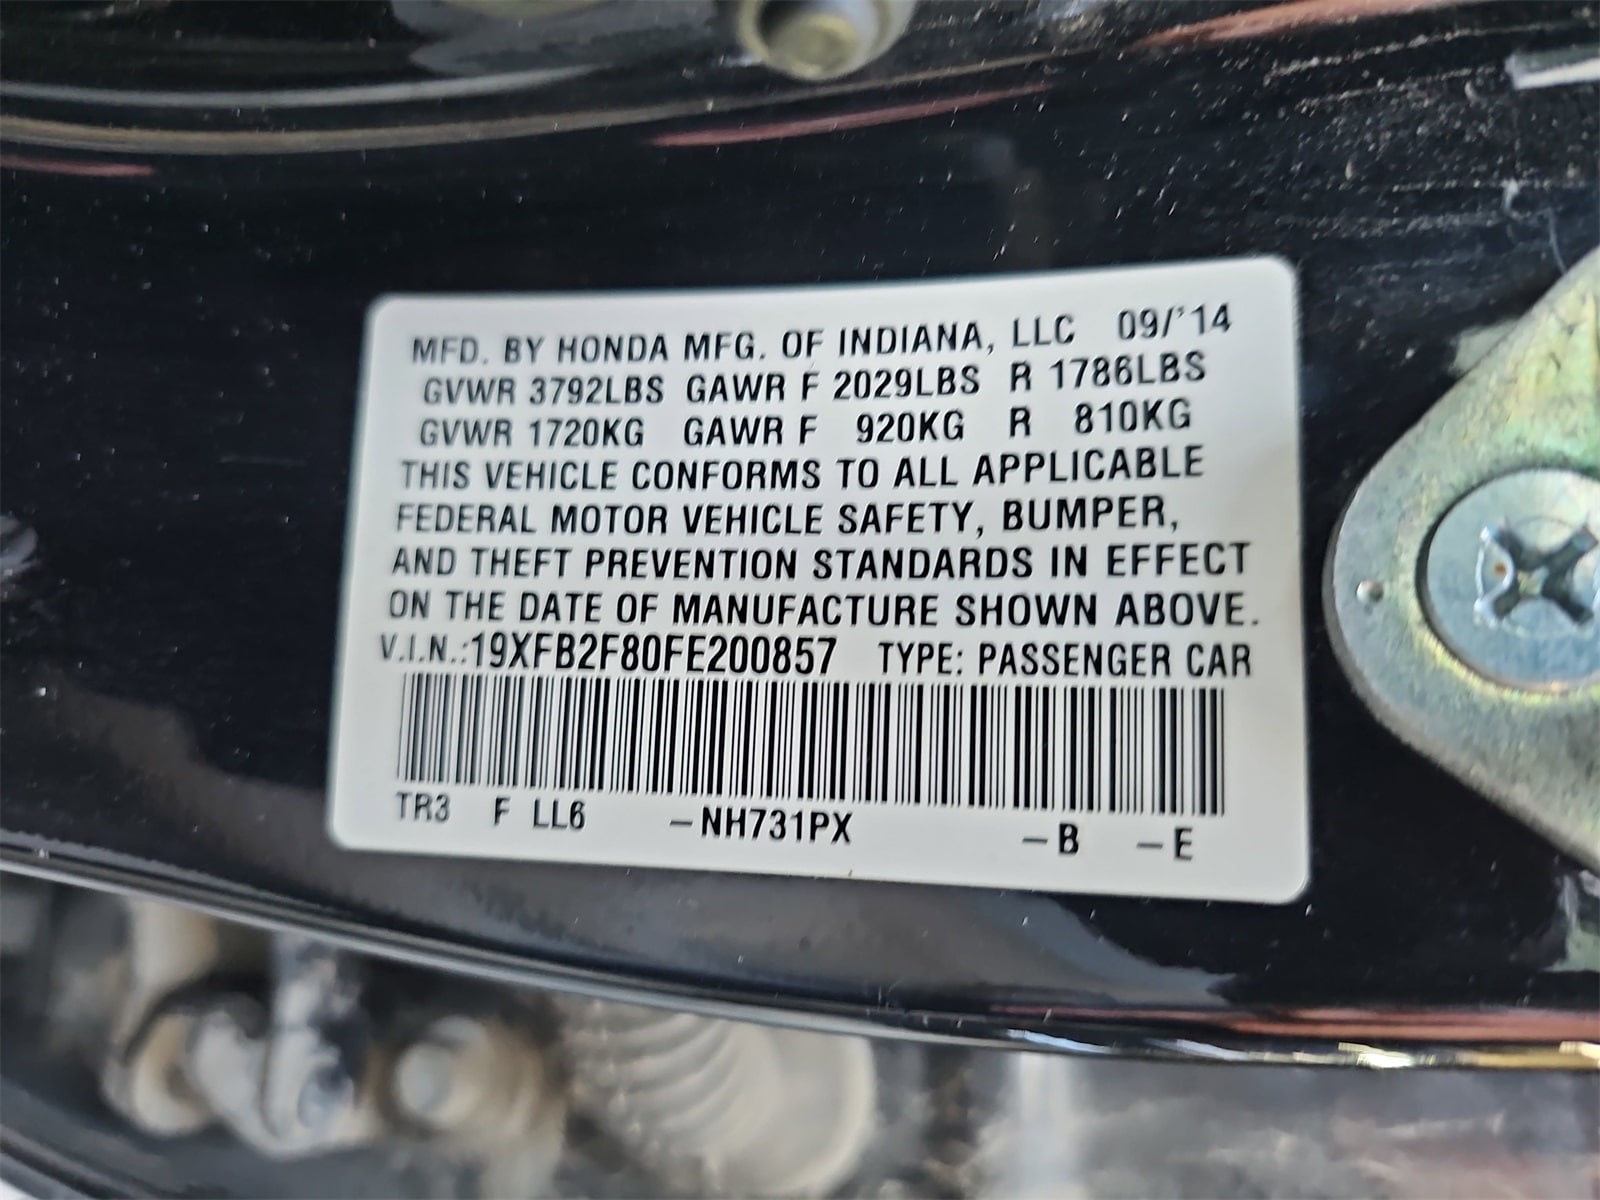 MFD. BY HONDA MFG. OF INDIANA, LLC 09/'14
GVWR 3792LBS GAWR F 2029LBS R 1786LBS
GVWR 1720KG GAWR F 920KG R 810KG
THIS VEHICLE CONFORMS TO ALL APPLICABLE
FEDERAL MOTOR VEHICLE SAFETY, BUMPER,
AND THEFT PREVENTION STANDARDS IN EFFECT
ON THE DATE OF MANUFACTURE SHOWN ABOVE.
V.I.N.:19XFB2F80FE200857 TYPE: PASSENGER CAR
TR3 F LL6 -NH731PX -B -E